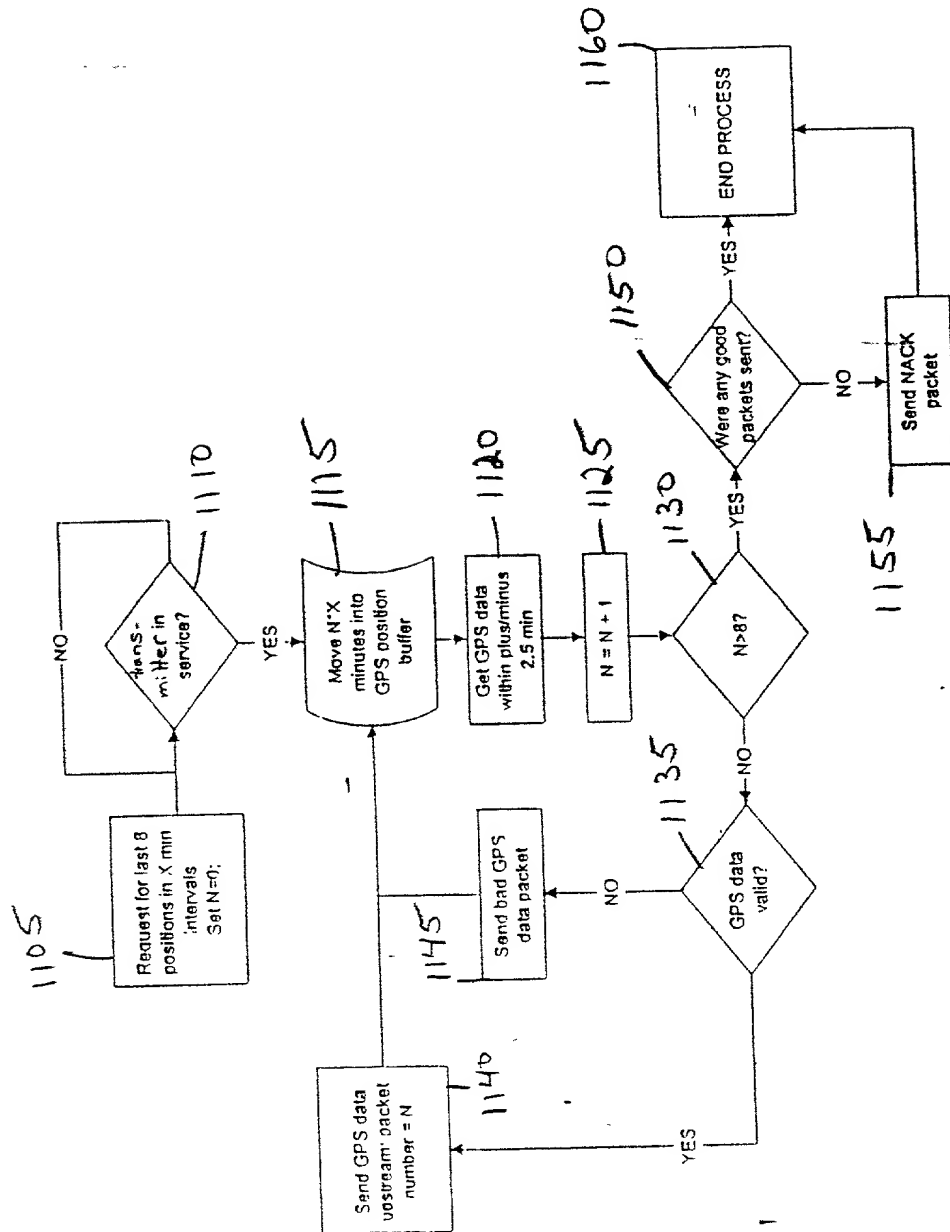 1105
Request for last 8
positions in X min
intervals
Set N=0;
NO
trans-
mitter in
service?
1110
YES
Move N*X
minutes into
GPS position
buffer
1115
Get GPS data
within plus/minus
2.5 min
1120
N = N + 1
1125
N>8?
1130
YES
NO
Were any good
packets sent?
1150
YES
END PROCESS
1160
NO
Send NACK
packet
1155
GPS data
valid?
1135
NO
Send bad GPS
data packet
1145
YES
Send GPS data
upstream' packet
number = N
1140